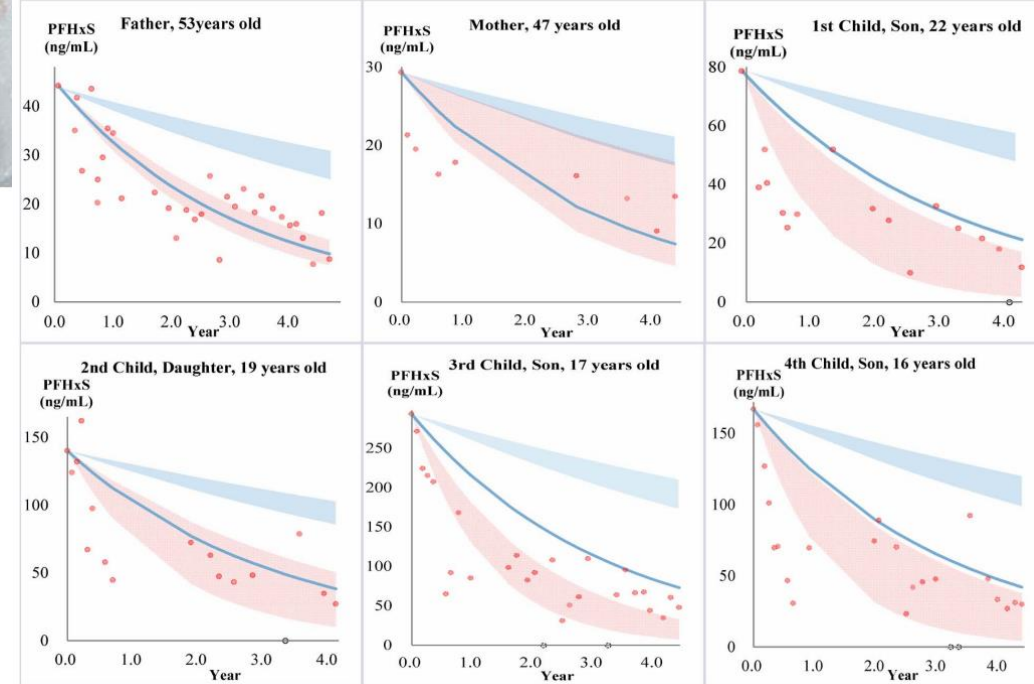 Father, 53years old
PFHxS
(ng/mL)
40
30
20
10
0
0.0 1.0 2.0 3.0 4.0
Year
Mother, 47 years old
PFHxS
(ng/mL)
30
20
10
0
0.0 1.0 2.0 3.0 4.0
Year
1st Child, Son, 22 years old
PFHxS
(ng/mL)
80
60
40
20
0
0.0 1.0 2.0 3.0 4.0
Year
2nd Child, Daughter, 19 years old
PFHxS
(ng/mL)
150
100
50
0
0.0 1.0 2.0 3.0 4.0
Year
3rd Child, Son, 17 years old
PFHxS
(ng/mL)
250
200
150
100
50
0
0.0 1.0 2.0 3.0 4.0
Year
4th Child, Son, 16 years old
PFHxS
(ng/mL)
150
100
50
0
0.0 1.0 2.0 3.0 4.0
Year